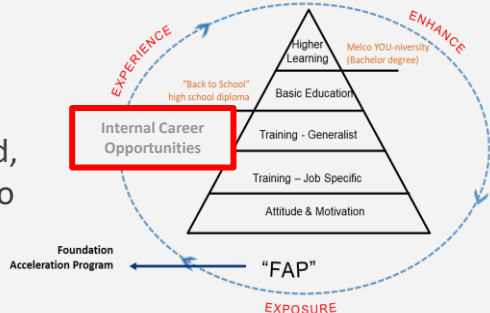 EXPERIENCE
ENHANCE
Higher
Learning
Melco YOU-niversity
(Bachelor degree)
"Back to School"
high school diploma
Basic Education
Internal Career
Opportunities
Training - Generalist
d,
o
Training – Job Specific
Attitude & Motivation
Foundation
Acceleration Program
"FAP"
EXPOSURE